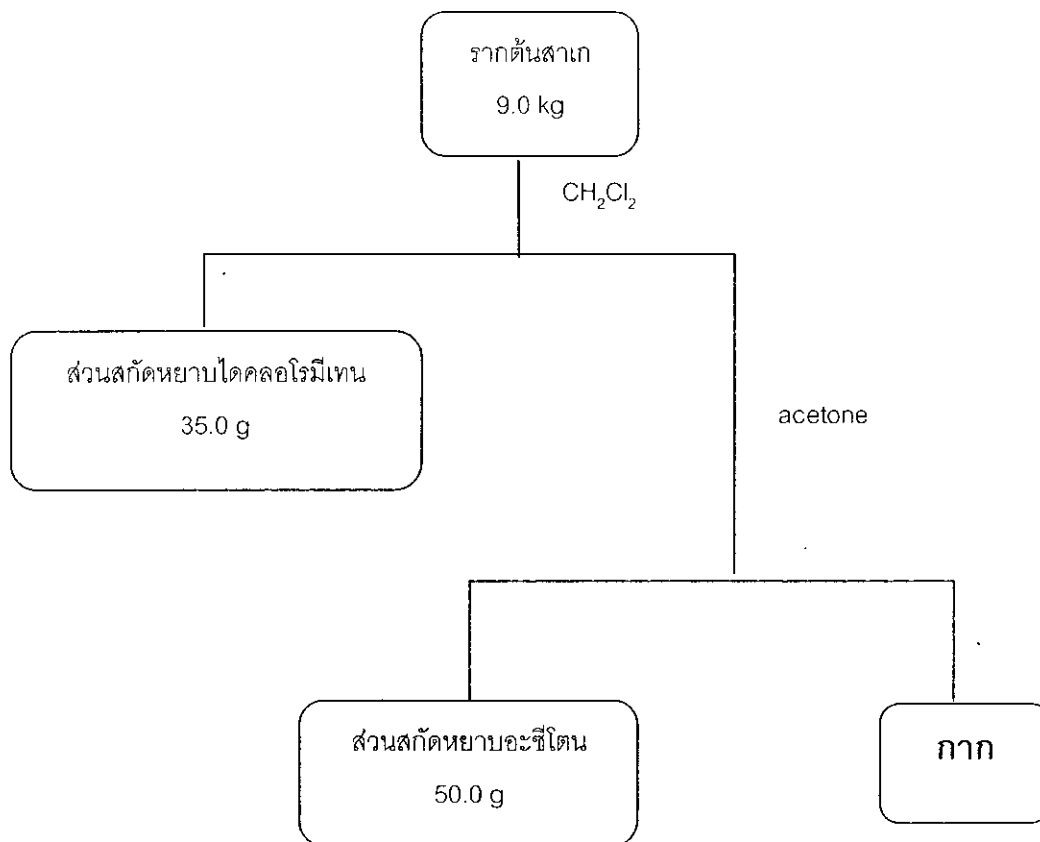 รากต้นสาเก
9.0 kg
CH₂Cl₂
ส่วนสกัดหยาบไดคลอโรมีเทน
35.0 g
acetone
ส่วนสกัดหยาบอะซีโตน
50.0 g
กาก